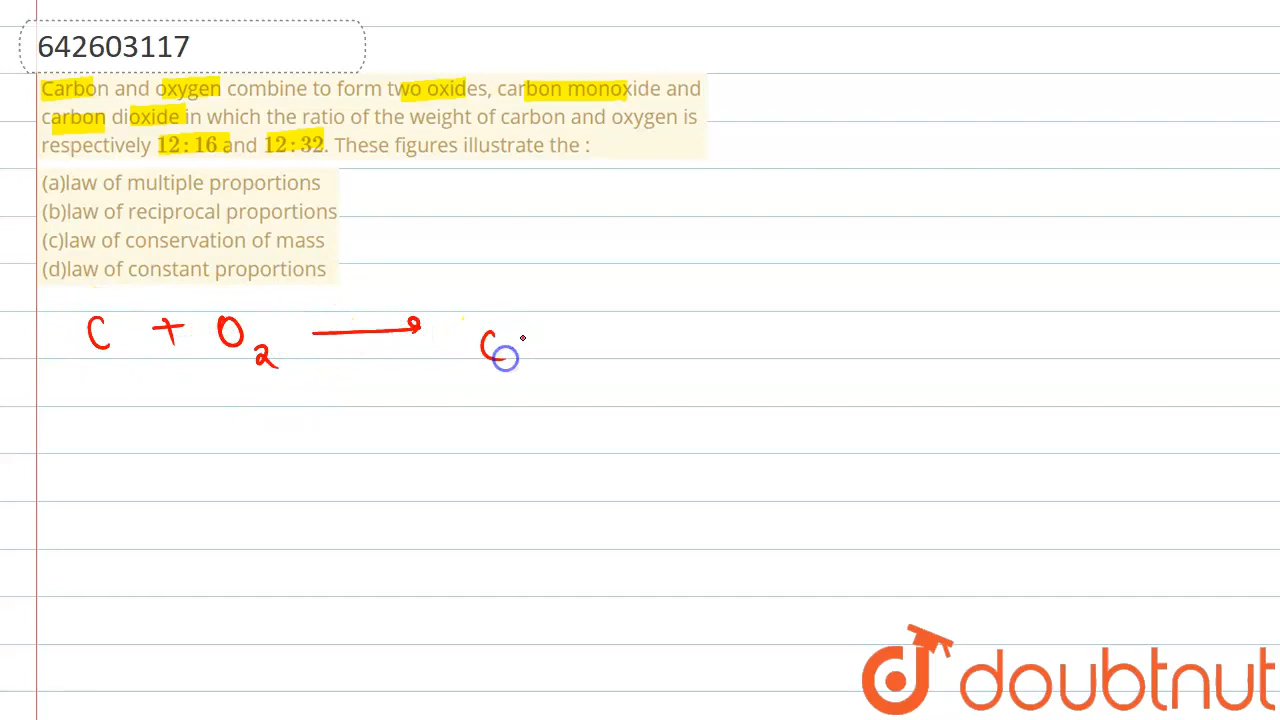 642603117
Carbon and oxygen combine to form two oxides, carbon monoxide and
carbon dioxide in which the ratio of the weight of carbon and oxygen is
respectively 12 : 16 and 12 : 32. These figures illustrate the :
(a)law of multiple proportions
(b)law of reciprocal proportions
(c)law of conservation of mass
(d)law of constant proportions
C + O2 → C
doubtnut